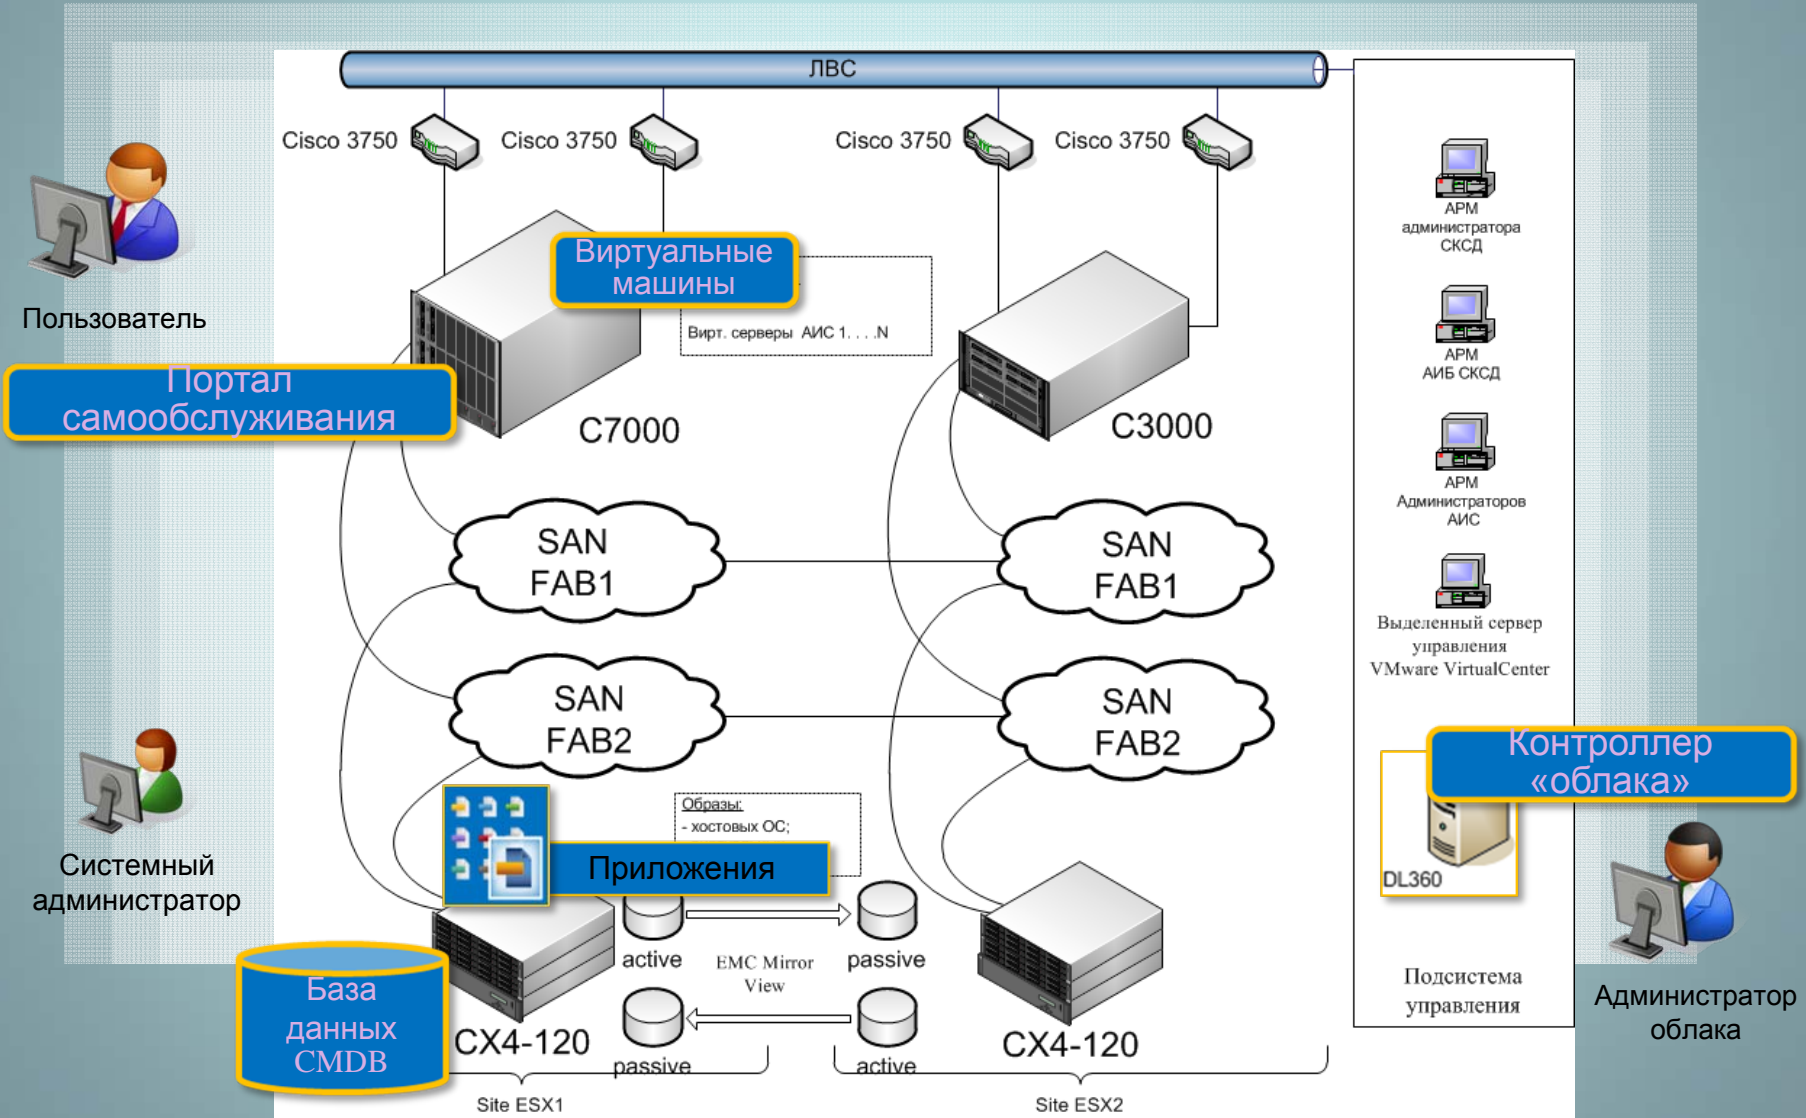 ЛВС
Cisco 3750
Cisco 3750
Cisco 3750
Cisco 3750
Пользователь
Виртуальные
машины
Вирт. серверы АИС 1. . . .N
Портал
самообслуживания
C7000
C3000
АРМ
администратора
СКСД
АРМ
АИБ СКСД
АРМ
Администраторов
АИС
Выделенный сервер
управления
VMware VirtualCenter
SAN
FAB1
SAN
FAB1
SAN
FAB2
SAN
FAB2
Контроллер
«облака»
DL360
Образы:
- хостовых ОС;
Приложения
Системный
администратор
active
passive
EMC Mirror
View
passive
active
База
данных
CMDB
CX4-120
CX4-120
Подсистема
управления
Администратор
облака
Site ESX1
Site ESX2